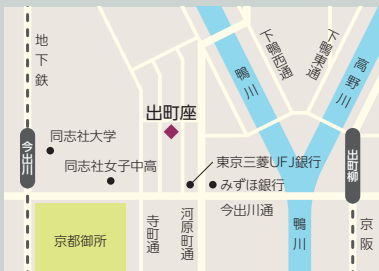 地下鉄
今出川
同志社大学
同志社女子中高
京都御所
出町座
寺町通
河原町通
東京三菱UFJ銀行
みずほ銀行
今出川通
鴨川
下鴨西通
下鴨東通
高野川
出町柳
鴨川
京阪